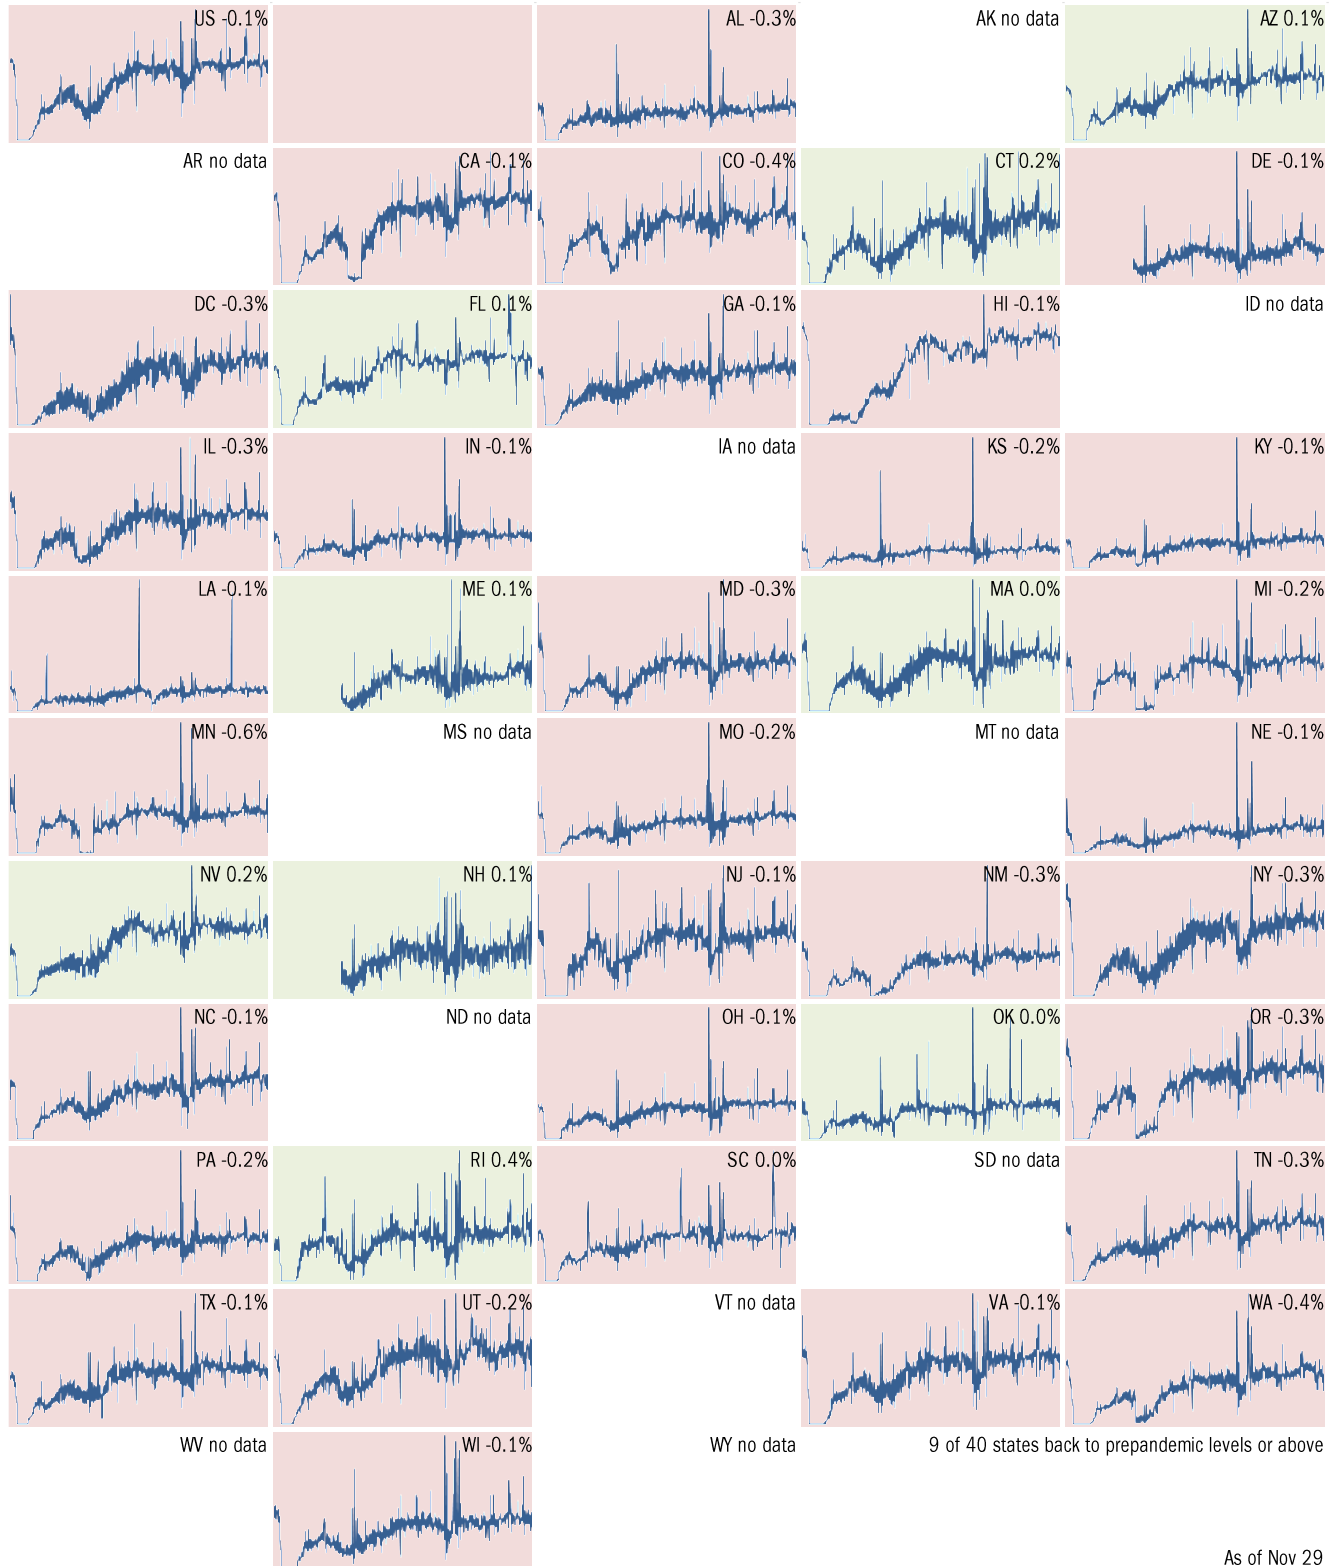 US -0.1%
AL -0.3%
AK no data
AZ 0.1%
AR no data
CA -0.1%
CO -0.4%
CT 0.2%
DE -0.1%
DC -0.3%
FL 0.1%
GA -0.1%
HI -0.1%
ID no data
IL -0.3%
IN -0.1%
IA no data
KS -0.2%
KY -0.1%
LA -0.1%
ME 0.1%
MD -0.3%
MA 0.0%
MI -0.2%
MN -0.6%
MS no data
MO -0.2%
MT no data
NE -0.1%
NV 0.2%
NH 0.1%
NJ -0.1%
NM -0.3%
NY -0.3%
NC -0.1%
ND no data
OH -0.1%
OK 0.0%
OR -0.3%
PA -0.2%
RI 0.4%
SC 0.0%
SD no data
TN -0.3%
TX -0.1%
UT -0.2%
VT no data
VA -0.1%
WA -0.4%
WV no data
WI -0.1%
WY no data
9 of 40 states back to prepandemic levels or above
As of Nov 29